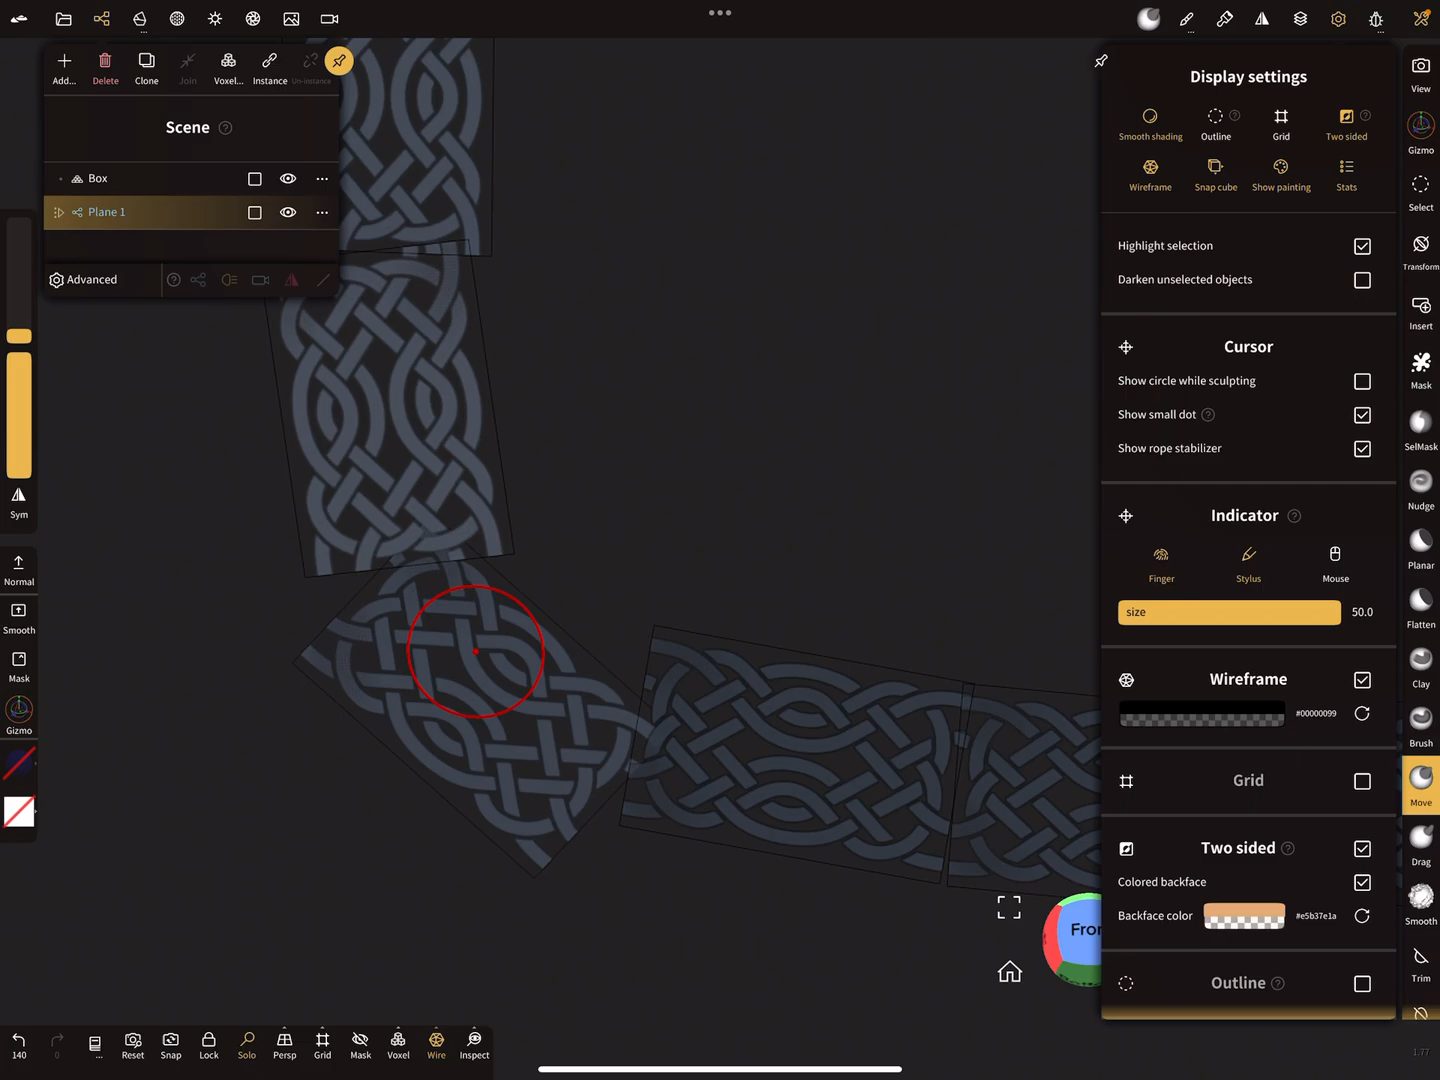 Add...
Delete
Clone
Join
Voxel...
Instance
Un-instance
Scene
Box
Plane 1
Advanced
Sym
Normal
Smooth
Mask
Gizmo
140
0
...
Reset
Snap
Lock
Solo
Persp
Grid
Mask
Voxel
Wire
Inspect
Fron
Display settings
Smooth shading
Outline
Grid
Two sided
Wireframe
Snap cube
Show painting
Stats
Highlight selection
Darken unselected objects
Cursor
Show circle while sculpting
Show small dot
Show rope stabilizer
Indicator
Finger
Stylus
Mouse
size
50.0
Wireframe
#00000099
Grid
Two sided
Colored backface
Backface color
#e5b37e1a
Outline
View
Gizmo
Select
Transform
Insert
Mask
SelMask
Nudge
Planar
Flatten
Clay
Brush
Move
Drag
Smooth
Trim
1.77